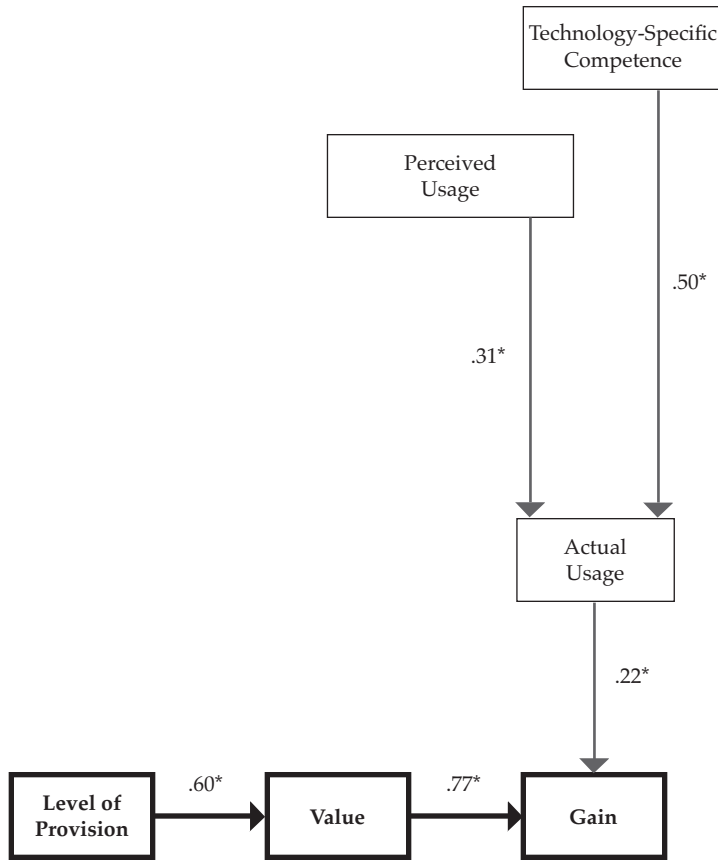 Technology-Specific
Competence
Perceived
Usage
.50*
.31*
Actual
Usage
.22*
.60*
.77*
Level of
Provision
Value
Gain